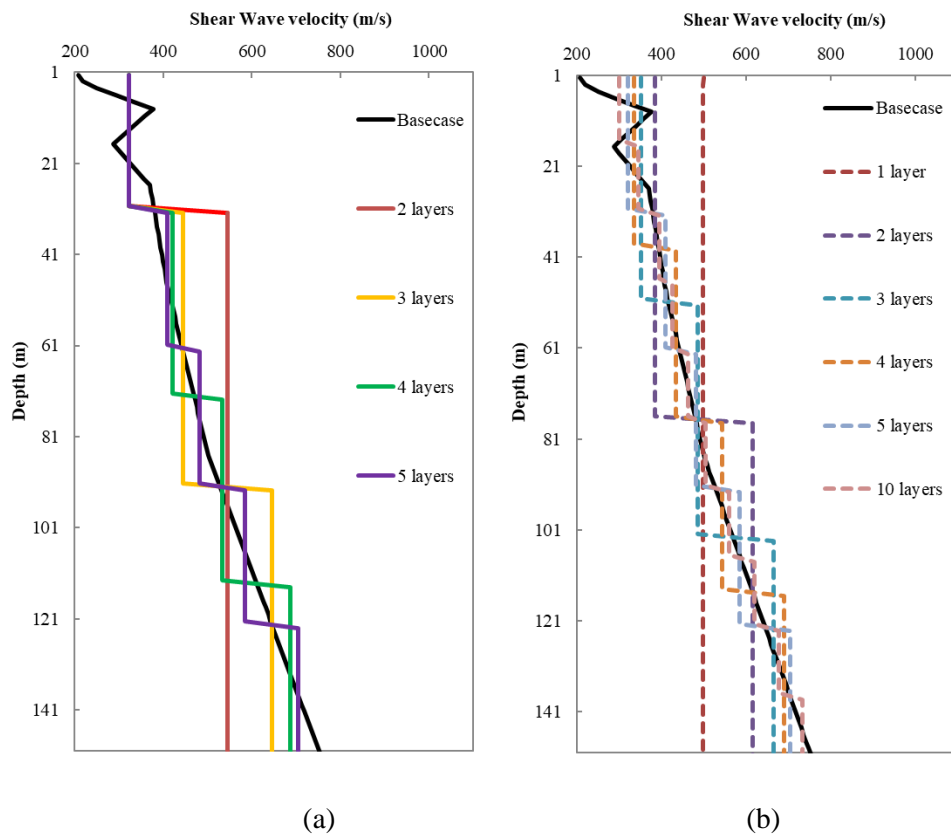 Shear Wave velocity (m/s)
200 400 600 800 1000
1
21
41
61
81
101
121
141
Depth (m)
Basecase
2 layers
3 layers
4 layers
5 layers
(a)
Shear Wave velocity (m/s)
200 400 600 800 1000
1
21
41
61
81
101
121
141
Depth (m)
Basecase
1 layer
2 layers
3 layers
4 layers
5 layers
10 layers
(b)